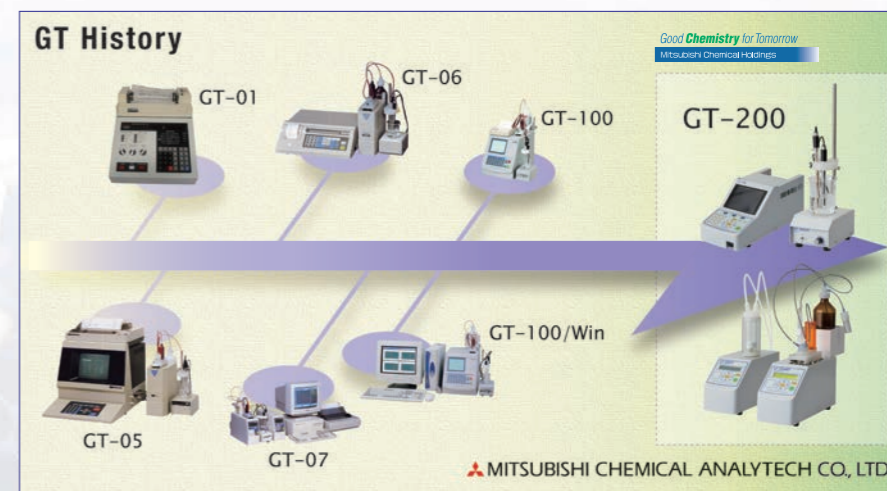 GT History
Good Chemistry for Tomorrow
Mitsubishi Chemical Holdings
GT-01
GT-06
GT-100
GT-200
GT-05
GT-07
GT-100/Win
MITSUBISHI CHEMICAL ANALYTECH CO., LTD